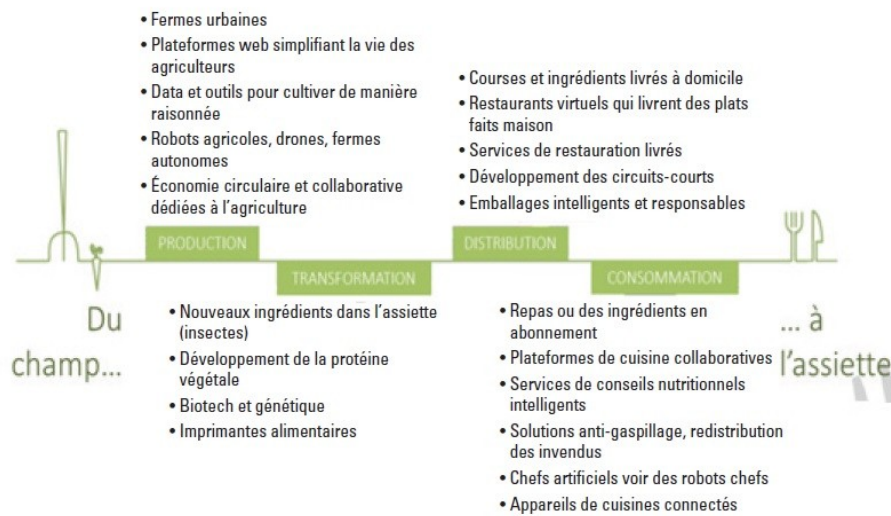 • Fermes urbaines
• Plateformes web simplifiant la vie des
agriculteurs
• Data et outils pour cultiver de manière
raisonnée
• Robots agricoles, drones, fermes
autonomes
• Économie circulaire et collaborative
dédiées à l'agriculture
• Courses et ingrédients livrés à domicile
• Restaurants virtuels qui livrent des plats
faits maison
• Services de restauration livrés
• Développement des circuits-courts
• Emballages intelligents et responsables
PRODUCTION
DISTRIBUTION
TRANSFORMATION
CONSOMMATION
Du
champ...
• Nouveaux ingrédients dans l'assiette
(insectes)
• Développement de la protéine
végétale
• Biotech et génétique
• Imprimantes alimentaires
• Repas ou des ingrédients en
abonnement
• Plateformes de cuisine collaboratives
• Services de conseils nutritionnels
intelligents
• Solutions anti-gaspillage, redistribution
des invendus
• Chefs artificiels voir des robots chefs
• Appareils de cuisines connectés
... à
l'assiette